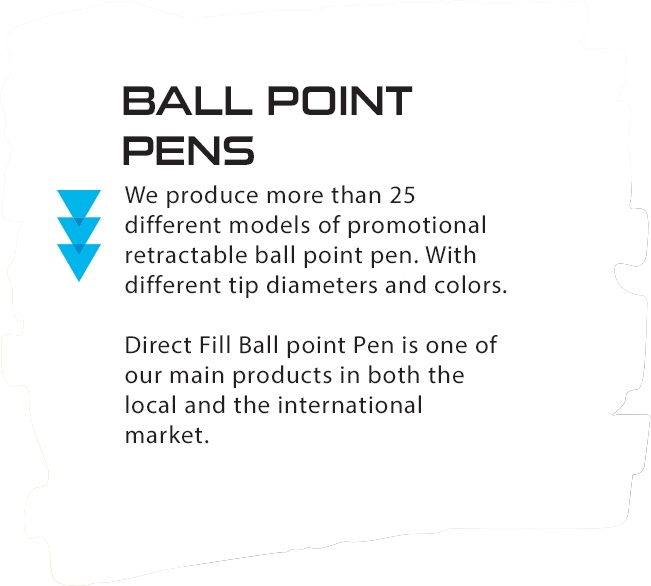 BALL POINT
PENS
We produce more than 25
different models of promotional
retractable ball point pen. With
different tip diameters and colors.
Direct Fill Ball point Pen is one of
our main products in both the
local and the international
market.